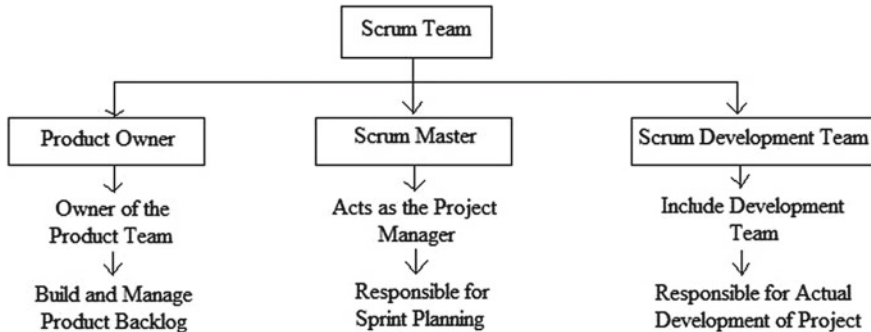 Scrum Team
Product Owner
Scrum Master
Scrum Development Team
Owner of the
Product Team
Acts as the Project
Manager
Include Development
Team
Build and Manage
Product Backlog
Responsible for
Sprint Planning
Responsible for Actual
Development of Project